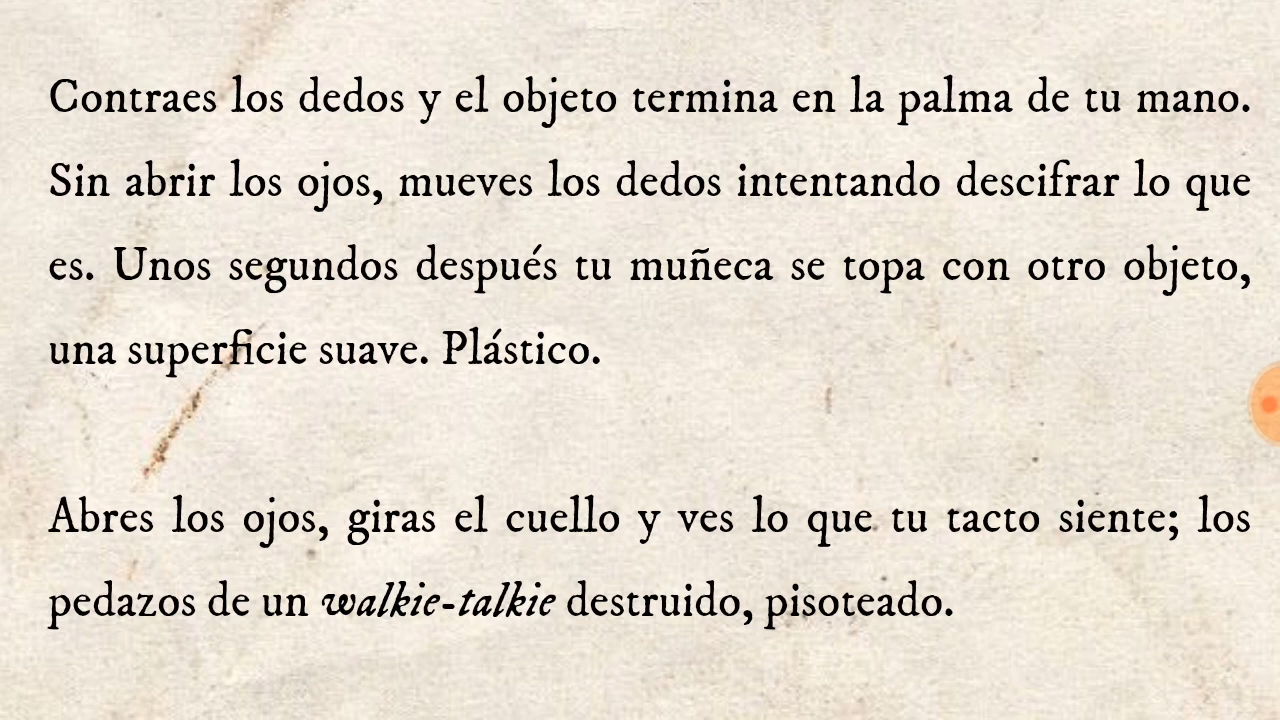 Contraes los dedos y el objeto termina en la palma de tu mano.
Sin abrir los ojos, mueves los dedos intentando descifrar lo que
es. Unos segundos después tu muñeca se topa con otro objeto,
una superficie suave. Plástico.
Abres los ojos, giras el cuello y ves lo que tu tacto siente; los
pedazos de un walkie-talkie destruido, pisoteado.